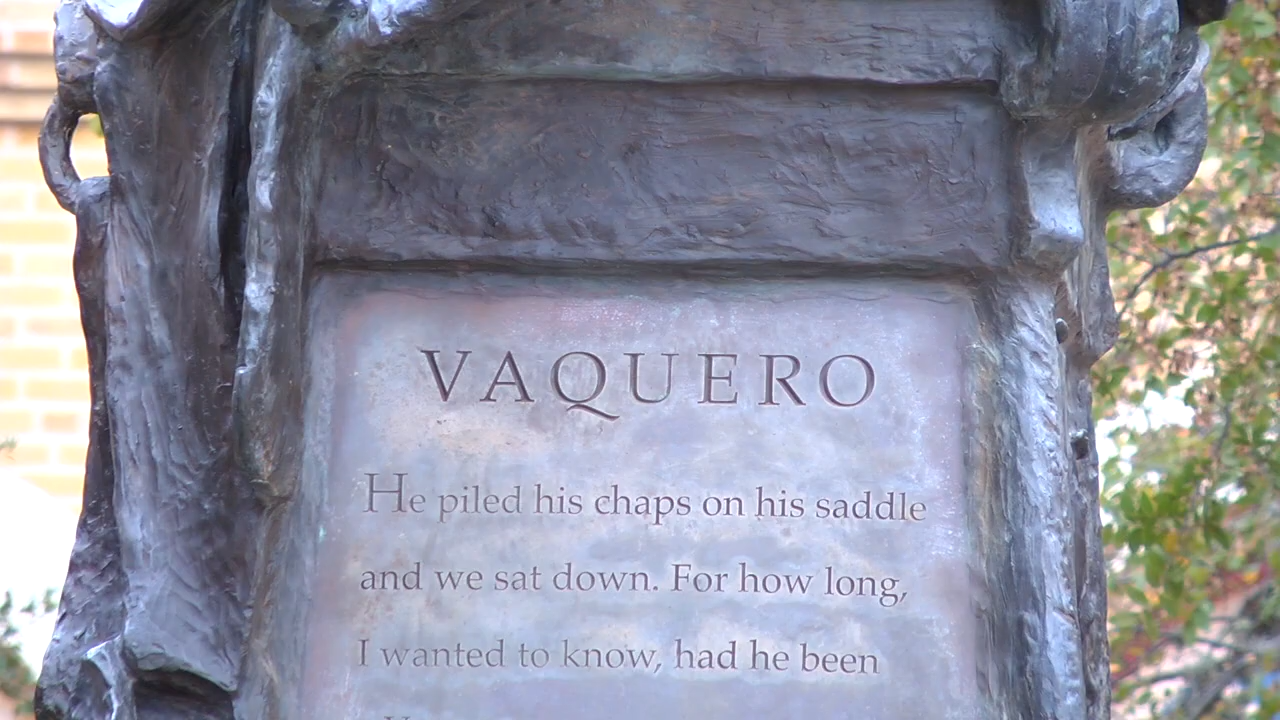 VAQUERO
He piled his chaps on his saddle
and we sat down. For how long,
I wanted to know, had he been